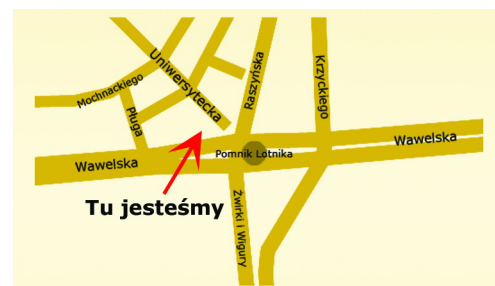 Uniwersytecka
Mochnackiego
Pługa
Raszyńska
Krzyckiego
Wawelska
Pomnik Lotnika
Wawelska
Tu jesteśmy
Żwirki i Wigury